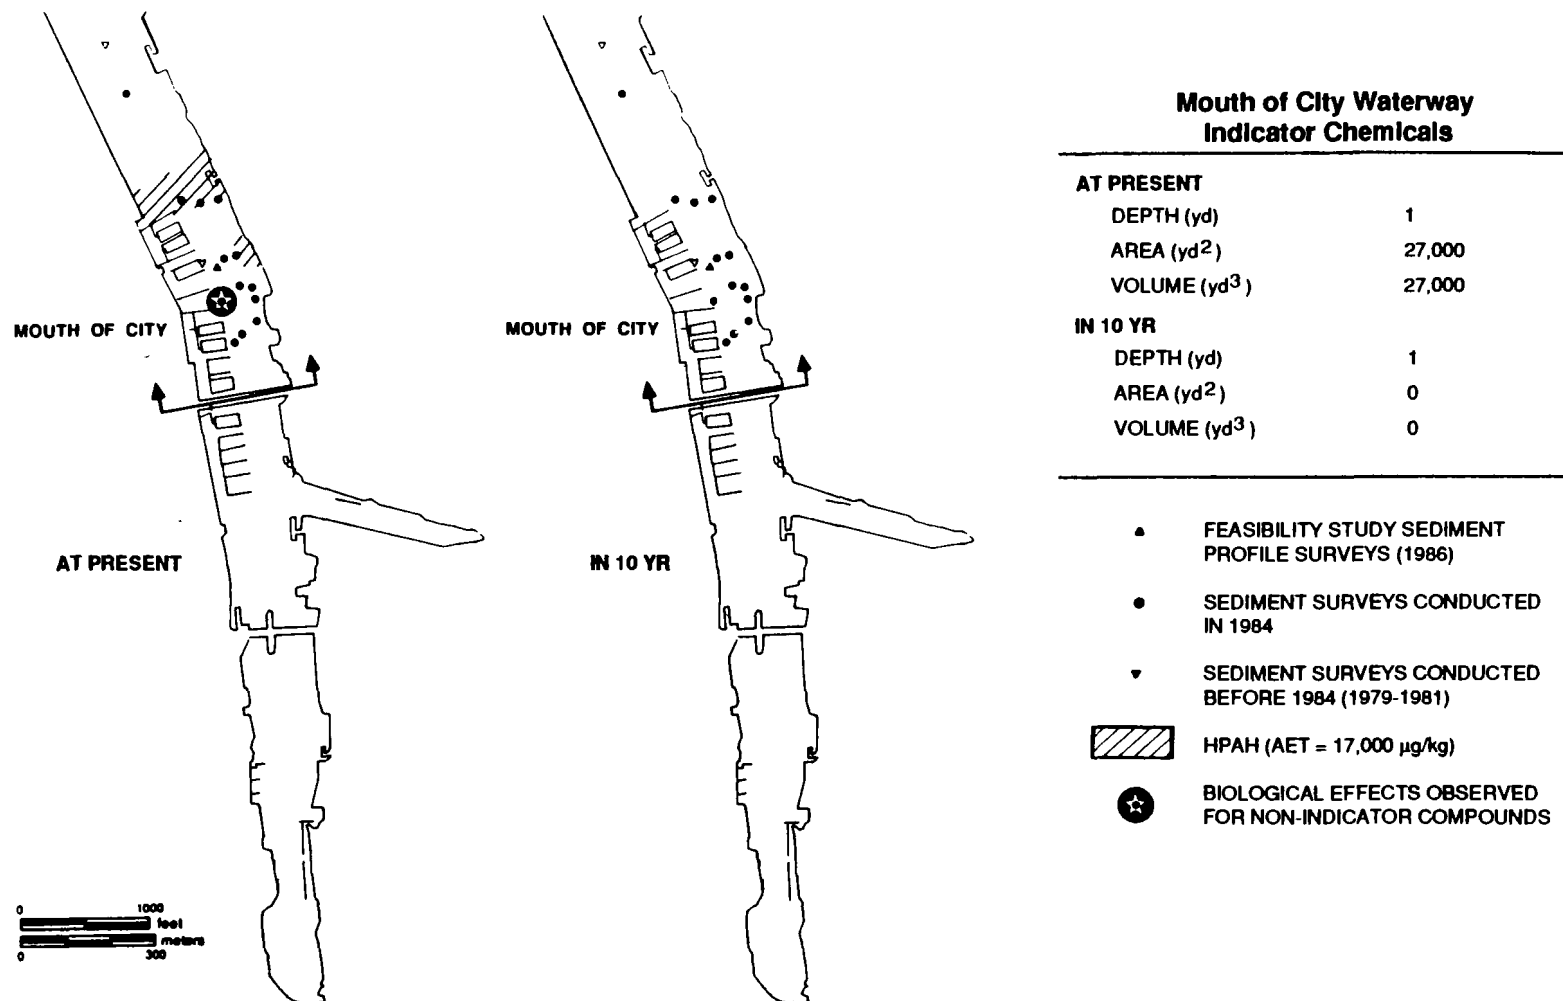 Mouth of City Waterway
Indicator Chemicals
AT PRESENT
DEPTH (yd) 1
AREA (yd2) 27,000
VOLUME (yd3) 27,000
IN 10 YR
DEPTH (yd) 1
AREA (yd2) 0
VOLUME (yd3) 0
FEASIBILITY STUDY SEDIMENT
PROFILE SURVEYS (1986)
SEDIMENT SURVEYS CONDUCTED
IN 1984
SEDIMENT SURVEYS CONDUCTED
BEFORE 1984 (1979-1981)
HPAH (AET = 17,000 µg/kg)
BIOLOGICAL EFFECTS OBSERVED
FOR NON-INDICATOR COMPOUNDS
MOUTH OF CITY
AT PRESENT
MOUTH OF CITY
IN 10 YR
0 1000
feet
meters
0 300